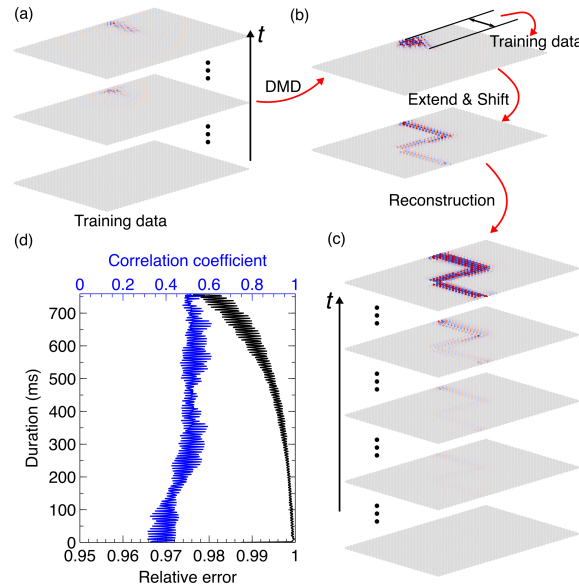 (a)
t
DMD
Training data
(b)
Training data
Extend & Shift
Reconstruction
(c)
t
(d)
Correlation coefficient
0 0.2 0.4 0.6 0.8 1
700
600
500
400
300
200
100
0
Duration (ms)
0.95 0.96 0.97 0.98 0.99 1
Relative error